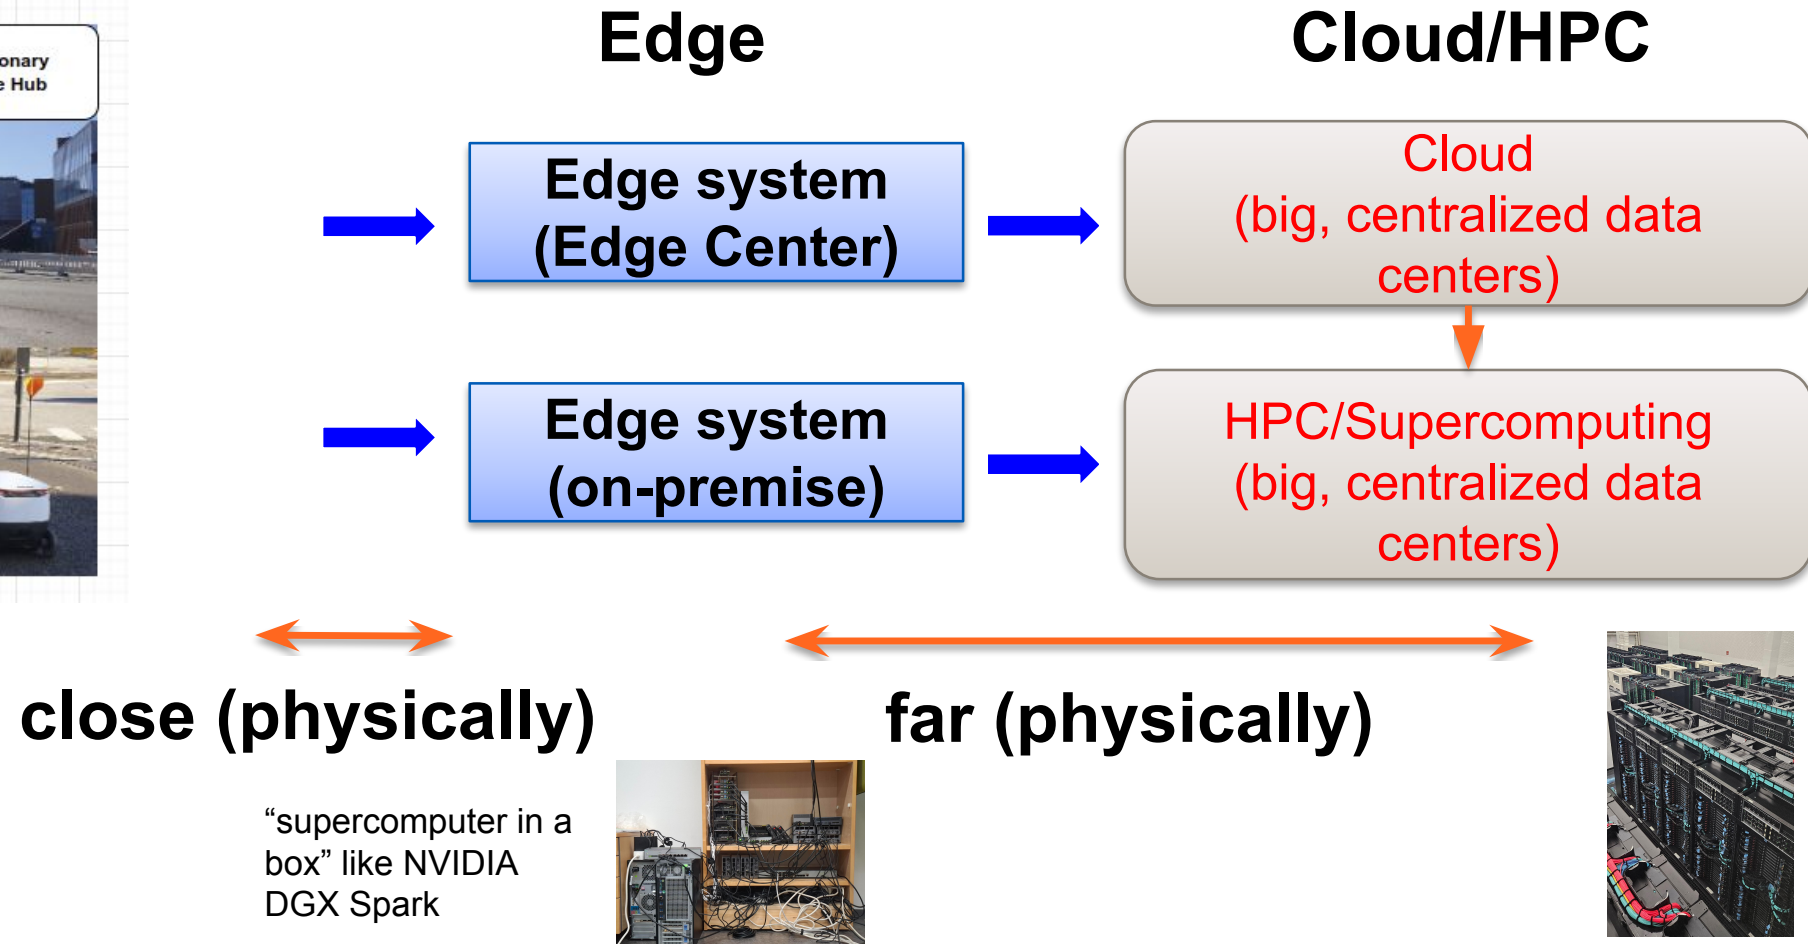 Edge
Cloud/HPC
Hub
Edge system
(Edge Center)
Cloud
(big, centralized data
centers)
Edge system
(on-premise)
HPC/Supercomputing
(big, centralized data
centers)
close (physically)
far (physically)
“supercomputer in a
box” like NVIDIA
DGX Spark